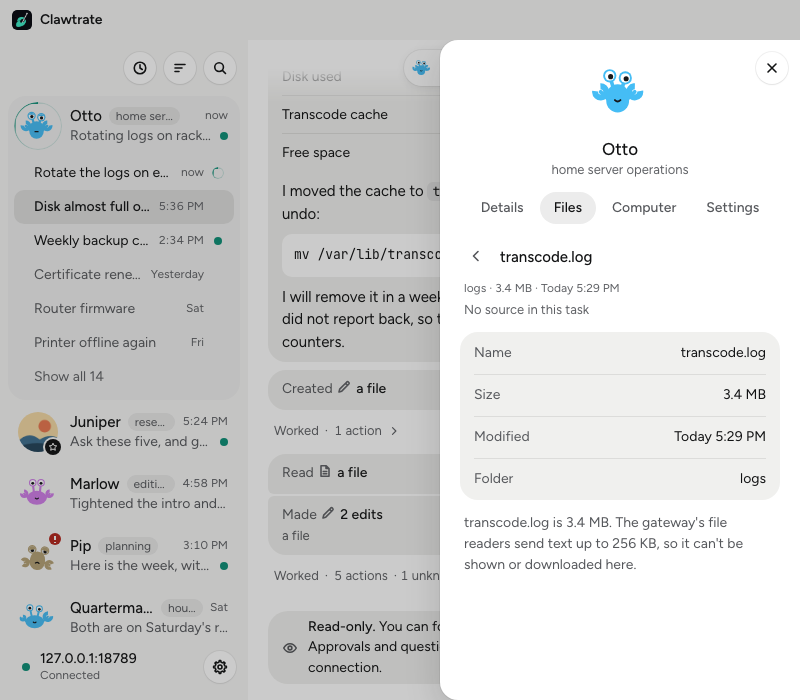 Clawtrate
Otto home ser... now
Rotating logs on rack...
Rotate the logs on e... now
Disk almost full o... 5:36 PM
Weekly backup c... 2:34 PM
Certificate rene... Yesterday
Router firmware Sat
Printer offline again Fri
Show all 14
Juniper rese... 5:24 PM
Ask these five, and g...
Marlow editi... 4:58 PM
Tightened the intro and...
Pip planning 3:10 PM
Here is the week, wit...
Quarterma... hou... Sat
Both are on Saturday's r...
127.0.0.1:18789
Connected
Disk used
Transcode cache
Free space
I moved the cache to t
undo:
mv /var/lib/transc
I will remove it in a week
did not report back, so t
counters.
Created a file
Worked · 1 action
Read a file
Made 2 edits
a file
Worked · 5 actions · 1 unkn
Read-only. You can fo
Approvals and questi
connection.
Otto
home server operations
Details Files Computer Settings
transcode.log
logs · 3.4 MB · Today 5:29 PM
No source in this task
Name transcode.log
Size 3.4 MB
Modified Today 5:29 PM
Folder logs
transcode.log is 3.4 MB. The gateway's file
readers send text up to 256 KB, so it can't be
shown or downloaded here.